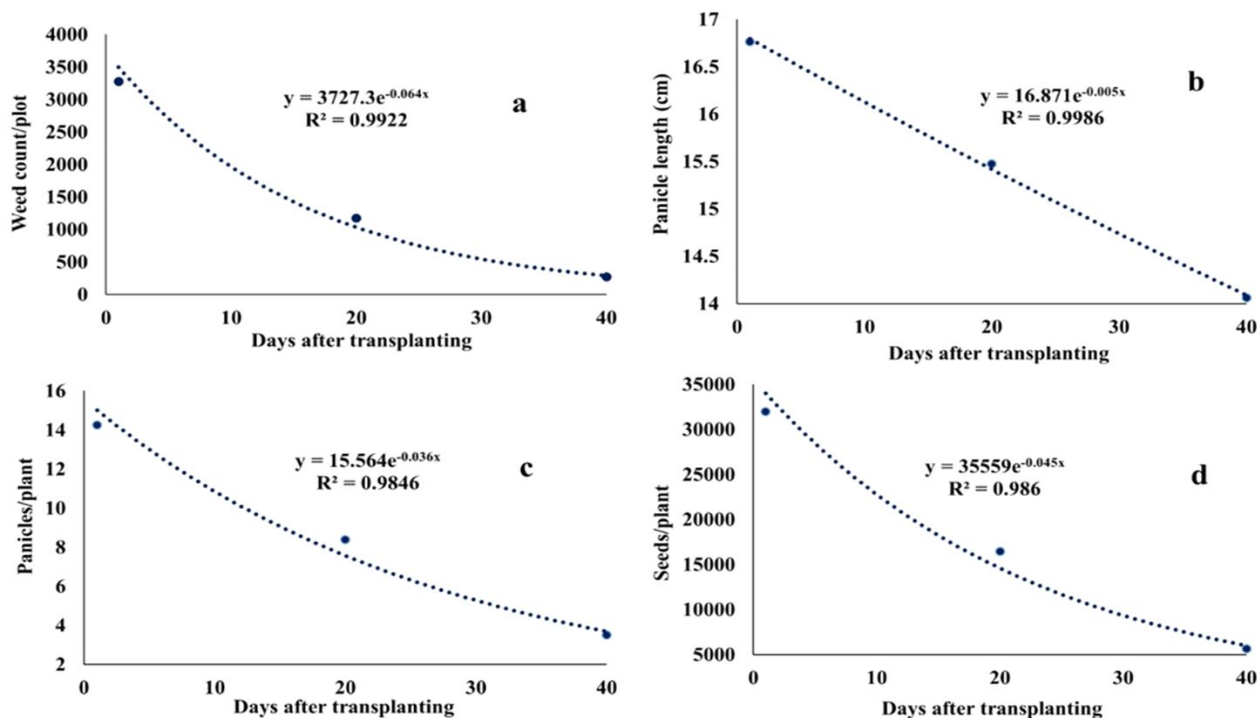 4000
3500
3000
2500
2000
1500
1000
500
0
Weed count/plot
y = 3727.3e^-0.064x
R² = 0.9922
a
0 10 20 30 40
Days after transplanting
17
16.5
16
15.5
15
14.5
14
Panicle length (cm)
y = 16.871e^-0.005x
R² = 0.9986
b
0 10 20 30 40
Days after transplanting
16
14
12
10
8
6
4
2
Panicles/plant
y = 15.564e^-0.036x
R² = 0.9846
c
0 10 20 30 40
Days after transplanting
35000
30000
25000
20000
15000
10000
5000
Seeds/plant
y = 35559e^-0.045x
R² = 0.986
d
0 10 20 30 40
Days after transplanting